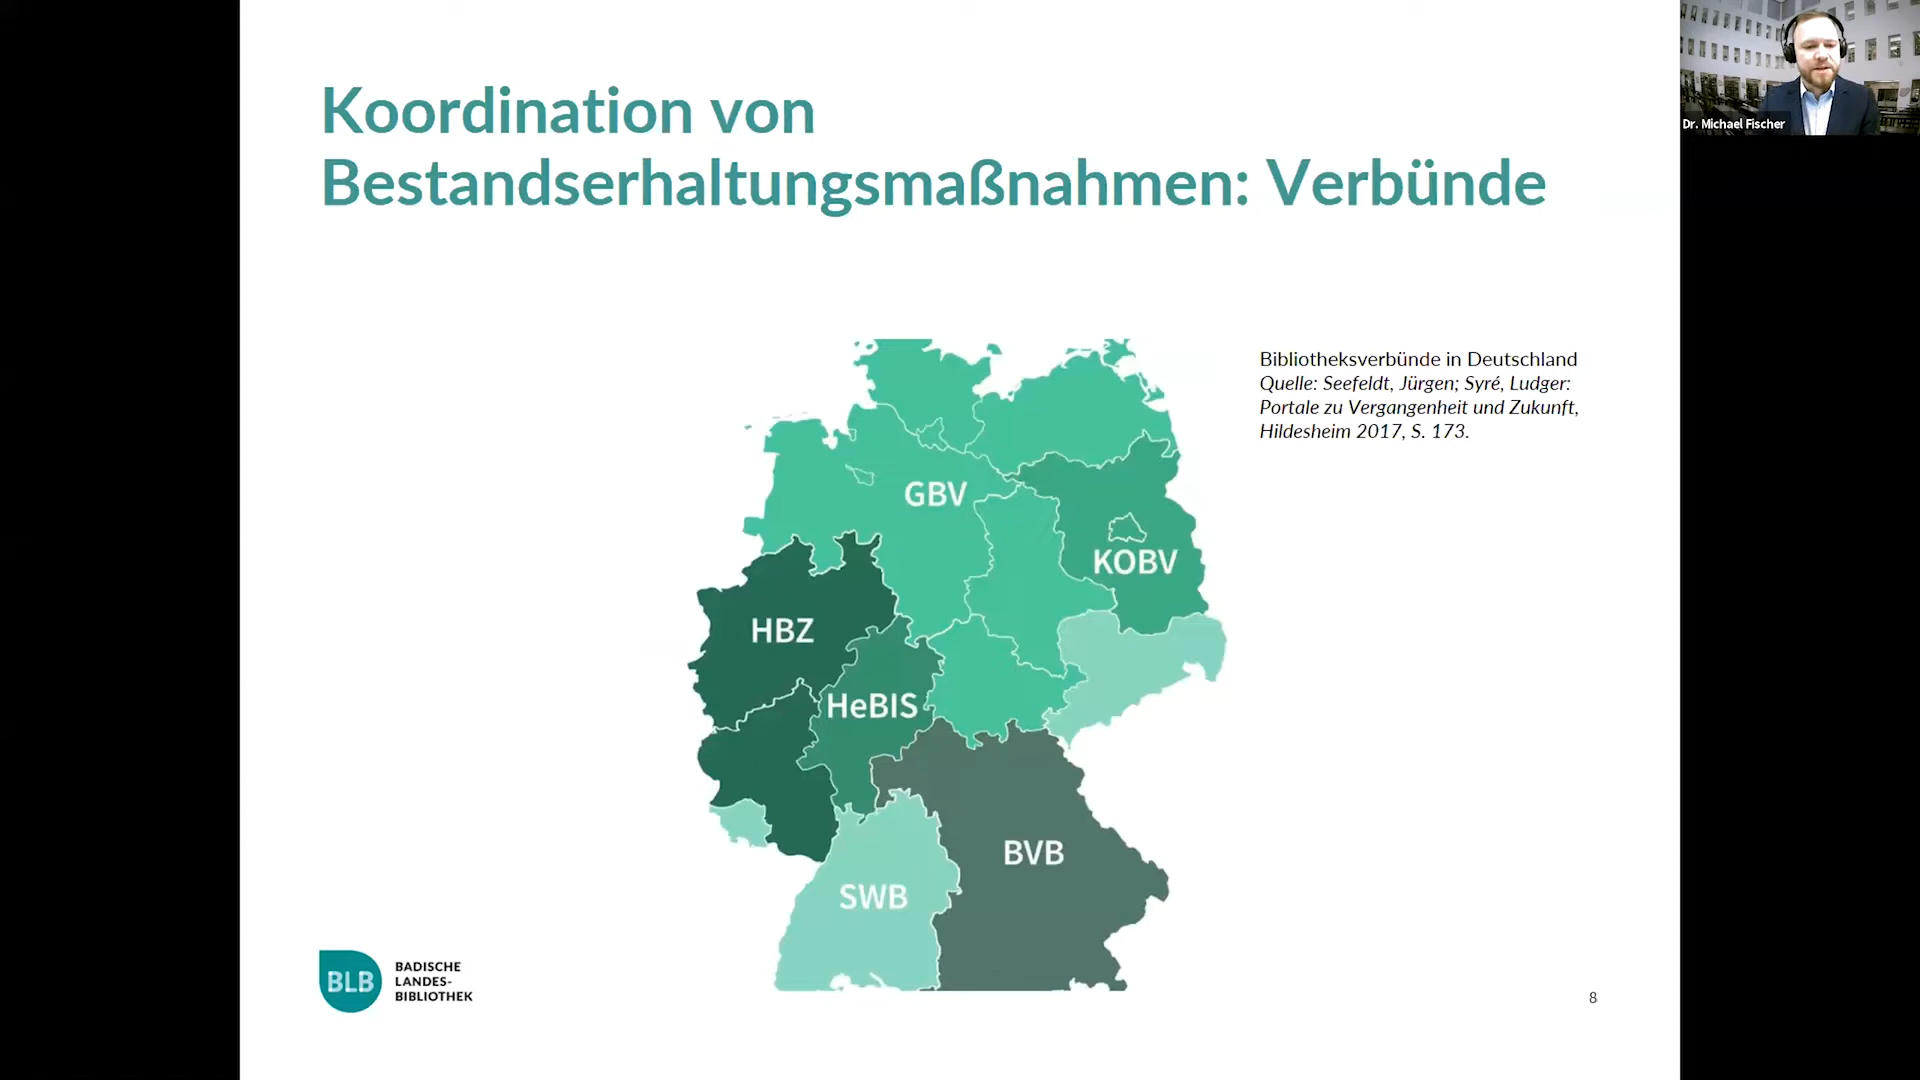 Koordination von
Bestandserhaltungsmaßnahmen: Verbünde
Dr. Michael Fischer
Bibliotheksverbünde in Deutschland
Quelle: Seefeldt, Jürgen; Syré, Ludger:
Portale zu Vergangenheit und Zukunft,
Hildesheim 2017, S. 173.
GBV
KOBV
HBZ
HeBIS
BVB
SWB
BLB
BADISCHE
LANDES-
BIBLIOTHEK
8